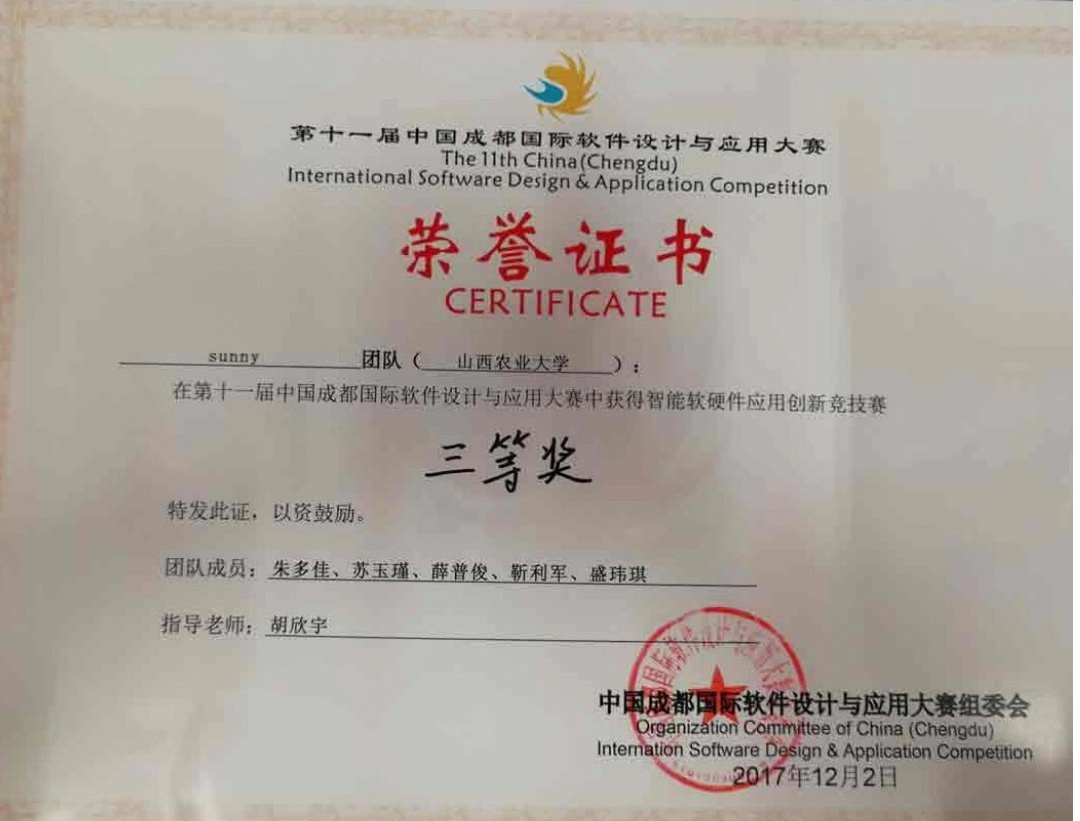 第十一届中国成都国际软件设计与应用大赛
The 11th China(Chengdu)
International Software Design & Application Competition
荣誉证书
CERTIFICATE
sunny 团队（ 山西农业大学 ）：
在第十一届中国成都国际软件设计与应用大赛中获得智能软硬件应用创新竞技赛
三等奖
特发此证，以资鼓励。
团队成员：朱多佳、苏玉瑾、薛普俊、靳利军、盛玮琪
指导老师：胡欣宇
中国成都国际软件设计与应用大赛组委会
Organization Committee of China (Chengdu)
Internation Software Design & Application Competition
2017年12月2日